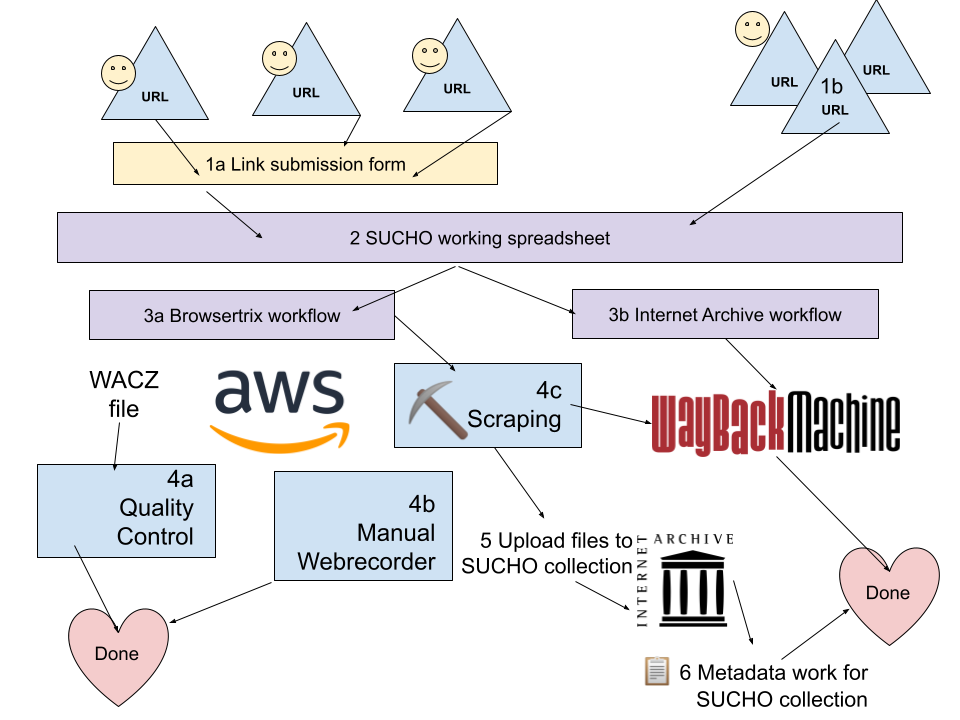 URL
URL
URL
URL
URL
1b
URL
1a Link submission form
2 SUCHO working spreadsheet
3a Browsertrix workflow
3b Internet Archive workflow
WACZ
file
aws
4c
Scraping
WayBackMachine
4a
Quality
Control
4b
Manual
Webrecorder
5 Upload files to
SUCHO collection
INTERNET
ARCHIVE
Done
Done
6 Metadata work for
SUCHO collection